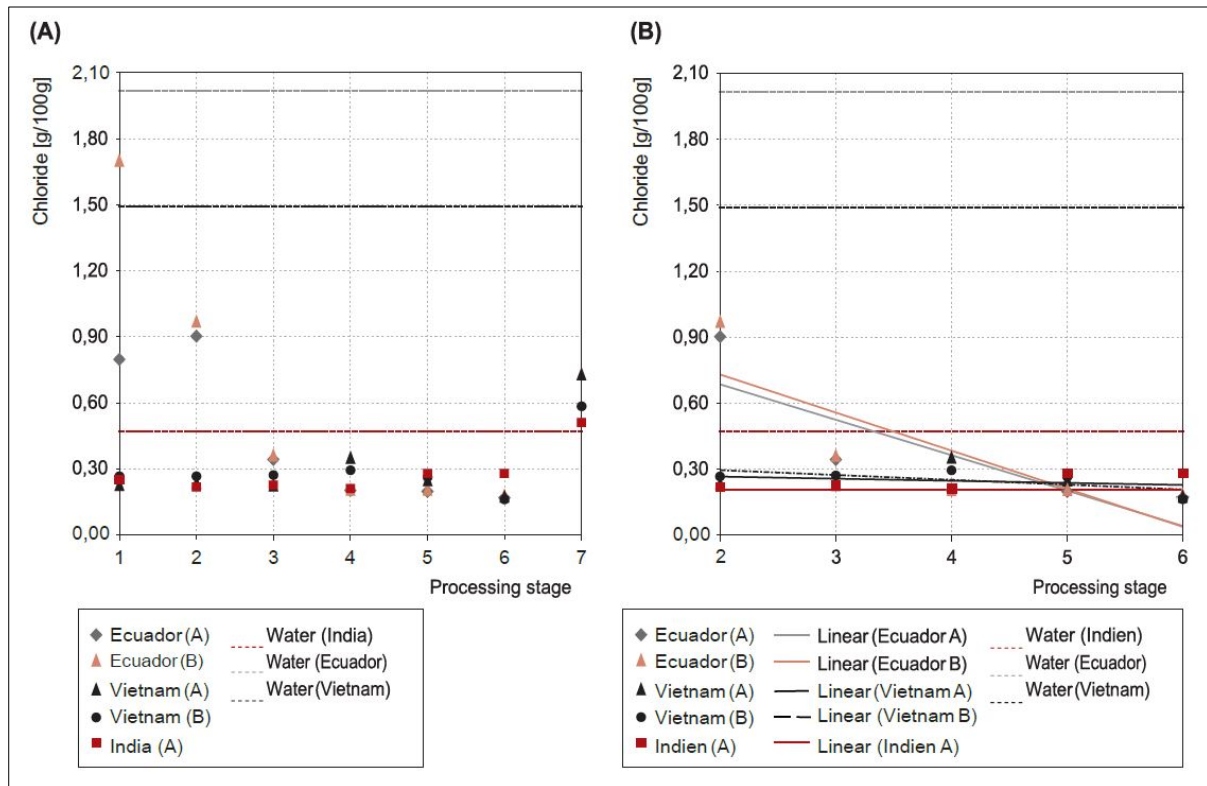 (A)
Chloride [g/100g]
2,10
1,80
1,50
1,20
0,90
0,60
0,30
0,00
1 2 3 4 5 6 7
Processing stage
Ecuador (A)
Ecuador (B)
Vietnam (A)
Vietnam (B)
India (A)
Water (India)
Water (Ecuador)
Water (Vietnam)
(B)
Chloride [g/100g]
2,10
1,80
1,50
1,20
0,90
0,60
0,30
0,00
2 3 4 5 6
Processing stage
Ecuador (A)
Ecuador (B)
Vietnam (A)
Vietnam (B)
Indien (A)
Linear (Ecuador A)
Linear (Ecuador B)
Linear (Vietnam A)
Linear (Vietnam B)
Linear (Indien A)
Water (Indien)
Water (Ecuador)
Water (Vietnam)